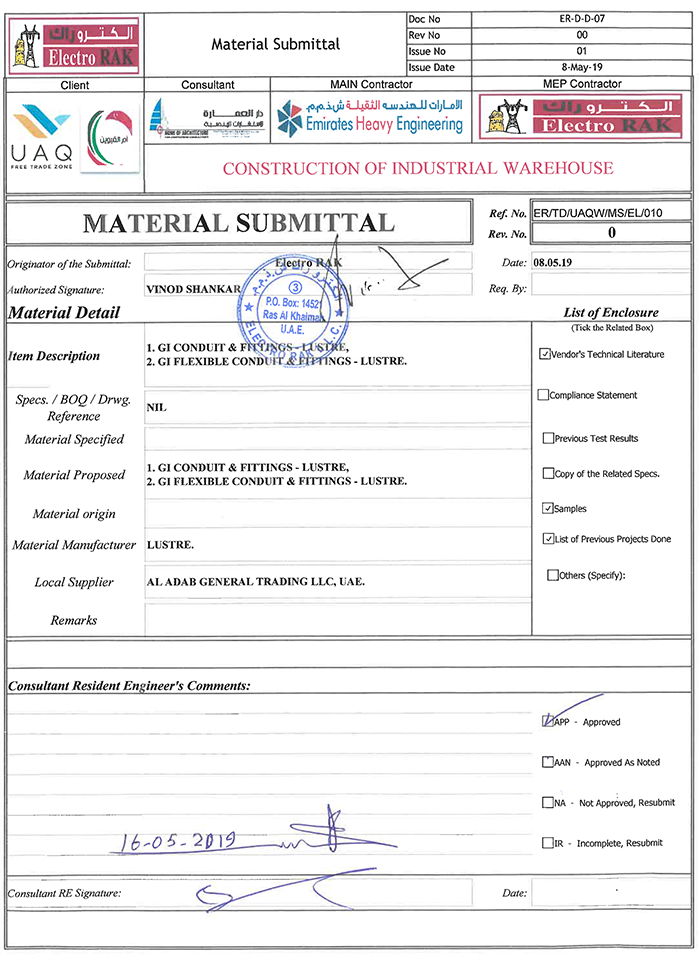 الكترو راك
Electro RAK
Material Submittal
Doc No ER-D-D-07
Rev No 00
Issue No 01
Issue Date 8-May-19
Client Consultant MAIN Contractor MEP Contractor
UAQ
FREE TRADE ZONE
أم القيوين
دار العمارة
للاستشارات الهندسية
HOUSE OF ARCHITECTURE
الامارات للهندسه الثقيلة ش.ذ.م.م
Emirates Heavy Engineering
الكترو راك
Electro RAK
CONSTRUCTION OF INDUSTRIAL WAREHOUSE
MATERIAL SUBMITTAL
Ref. No. ER/TD/UAQW/MS/EL/010
Rev. No. 0
Originator of the Submittal: Electro RAK Date: 08.05.19
Authorized Signature: VINOD SHANKAR Req. By:
الكترو راك ش.ذ.م.م.
3
P.O. Box: 1452
Ras Al Khaimah
U.A.E.
ELECTRO RAK L.L.C.
Material Detail List of Enclosure
(Tick the Related Box)
Item Description 1. GI CONDUIT & FITTINGS - LUSTRE,
2. GI FLEXIBLE CONDUIT & FITTINGS - LUSTRE.
Vendor's Technical Literature
Specs. / BOQ / Drwg.
Reference
NIL
Compliance Statement
Material Specified
Previous Test Results
Material Proposed 1. GI CONDUIT & FITTINGS - LUSTRE,
2. GI FLEXIBLE CONDUIT & FITTINGS - LUSTRE.
Copy of the Related Specs.
Material origin
Samples
Material Manufacturer LUSTRE.
List of Previous Projects Done
Local Supplier AL ADAB GENERAL TRADING LLC, UAE.
Others (Specify):
Remarks
Consultant Resident Engineer's Comments:
APP - Approved
AAN - Approved As Noted
NA - Not Approved, Resubmit
16-05-2019
IR - Incomplete, Resubmit
Consultant RE Signature: Date: